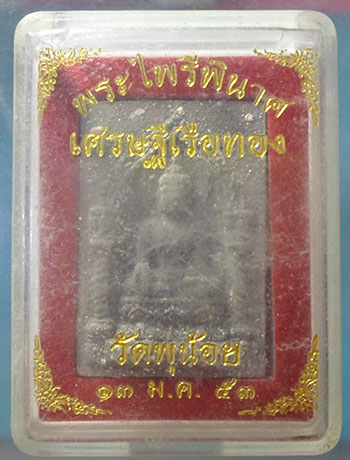 พระไพรีพินาศ
เศรษฐีเรือทอง
วัดพุน้อย
๑๓ ม.ค. ๕๓